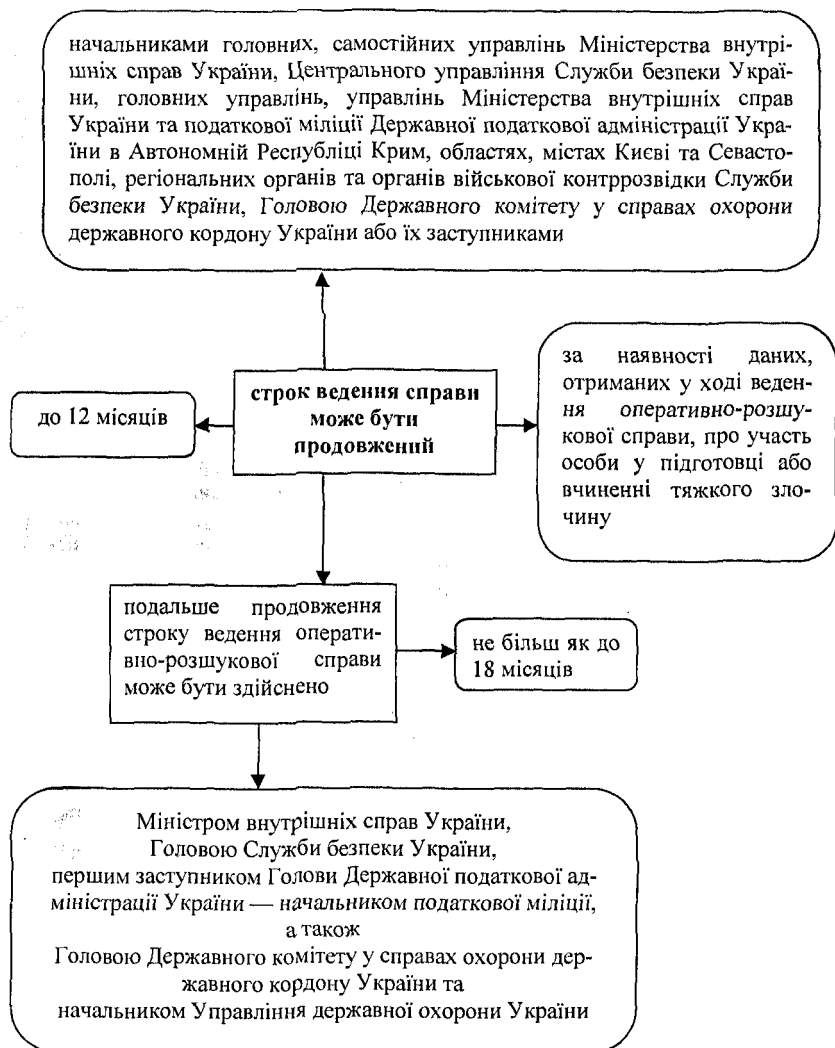 начальниками головних, самостійних управлінь Міністерства внутрі-
шніх справ України, Центрального управління Служби безпеки Украї-
ни, головних управлінь, управлінь Міністерства внутрішніх справ
України та податкової міліції Державної податкової адміністрації Укра-
їни в Автономній Республіці Крим, областях, містах Києві та Севасто-
полі, регіональних органів та органів військової контррозвідки Служби
безпеки України, Головою Державного комітету у справах охорони
державного кордону України або їх заступниками
до 12 місяців
строк ведення справи
може бути
продовжений
за наявності даних,
отриманих у ході веден-
ня оперативно-розшу-
кової справи, про участь
особи у підготовці або
вчиненні тяжкого зло-
чину
подальше продовження
строку ведення операти-
вно-розшукової справи
може бути здійснено
не більш як до
18 місяців
Міністром внутрішніх справ України,
Головою Служби безпеки України,
першим заступником Голови Державної податкової ад-
міністрації України — начальником податкової міліції,
а також
Головою Державного комітету у справах охорони дер-
жавного кордону України та
начальником Управління державної охорони України